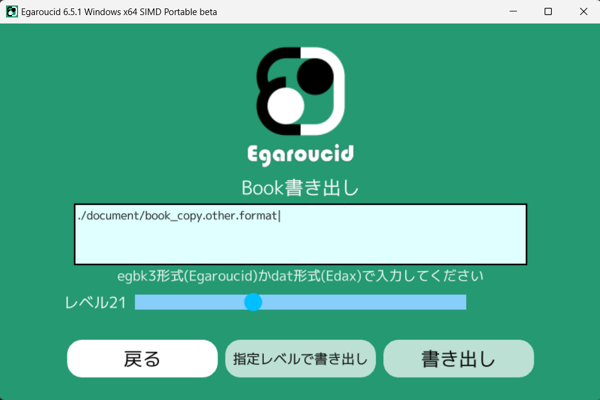 Egaroucid 6.5.1 Windows x64 SIMD Portable beta
Egaroucid
Book書き出し
./document/book_copy.other.format
egbk3形式(Egaroucid)かdat形式(Edax)で入力してください
レベル21
戻る
指定レベルで書き出し
書き出し